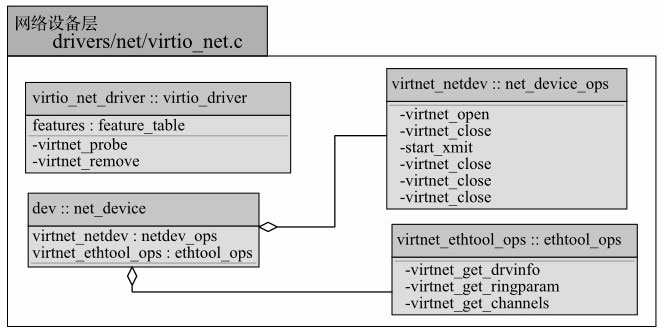 网络设备层
drivers/net/virtio_net.c
virtio_net_driver :: virtio_driver
features : feature_table
-virtnet_probe
-virtnet_remove
virtnet_netdev :: net_device_ops
-virtnet_open
-virtnet_close
-start_xmit
-virtnet_close
-virtnet_close
-virtnet_close
dev :: net_device
virtnet_netdev : netdev_ops
virtnet_ethtool_ops : ethtool_ops
virtnet_ethtool_ops :: ethtool_ops
-virtnet_get_drvinfo
-virtnet_get_ringparam
-virtnet_get_channels